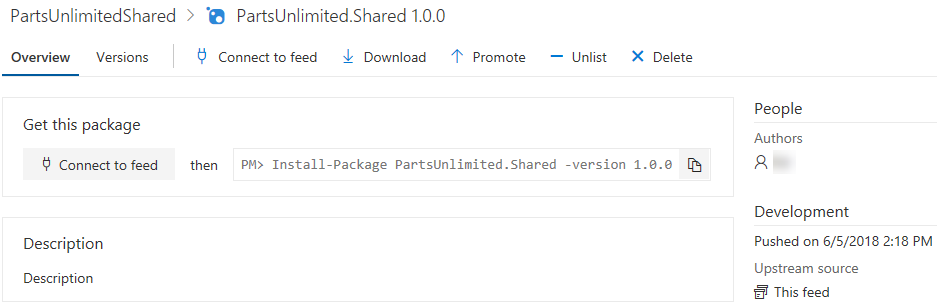 PartsUnlimitedShared > PartsUnlimited.Shared 1.0.0
Overview Versions Connect to feed Download Promote Unlist Delete
Get this package
Connect to feed then PM> Install-Package PartsUnlimited.Shared -version 1.0.0
Description
Description
People
Authors
Development
Pushed on 6/5/2018 2:18 PM
Upstream source
This feed